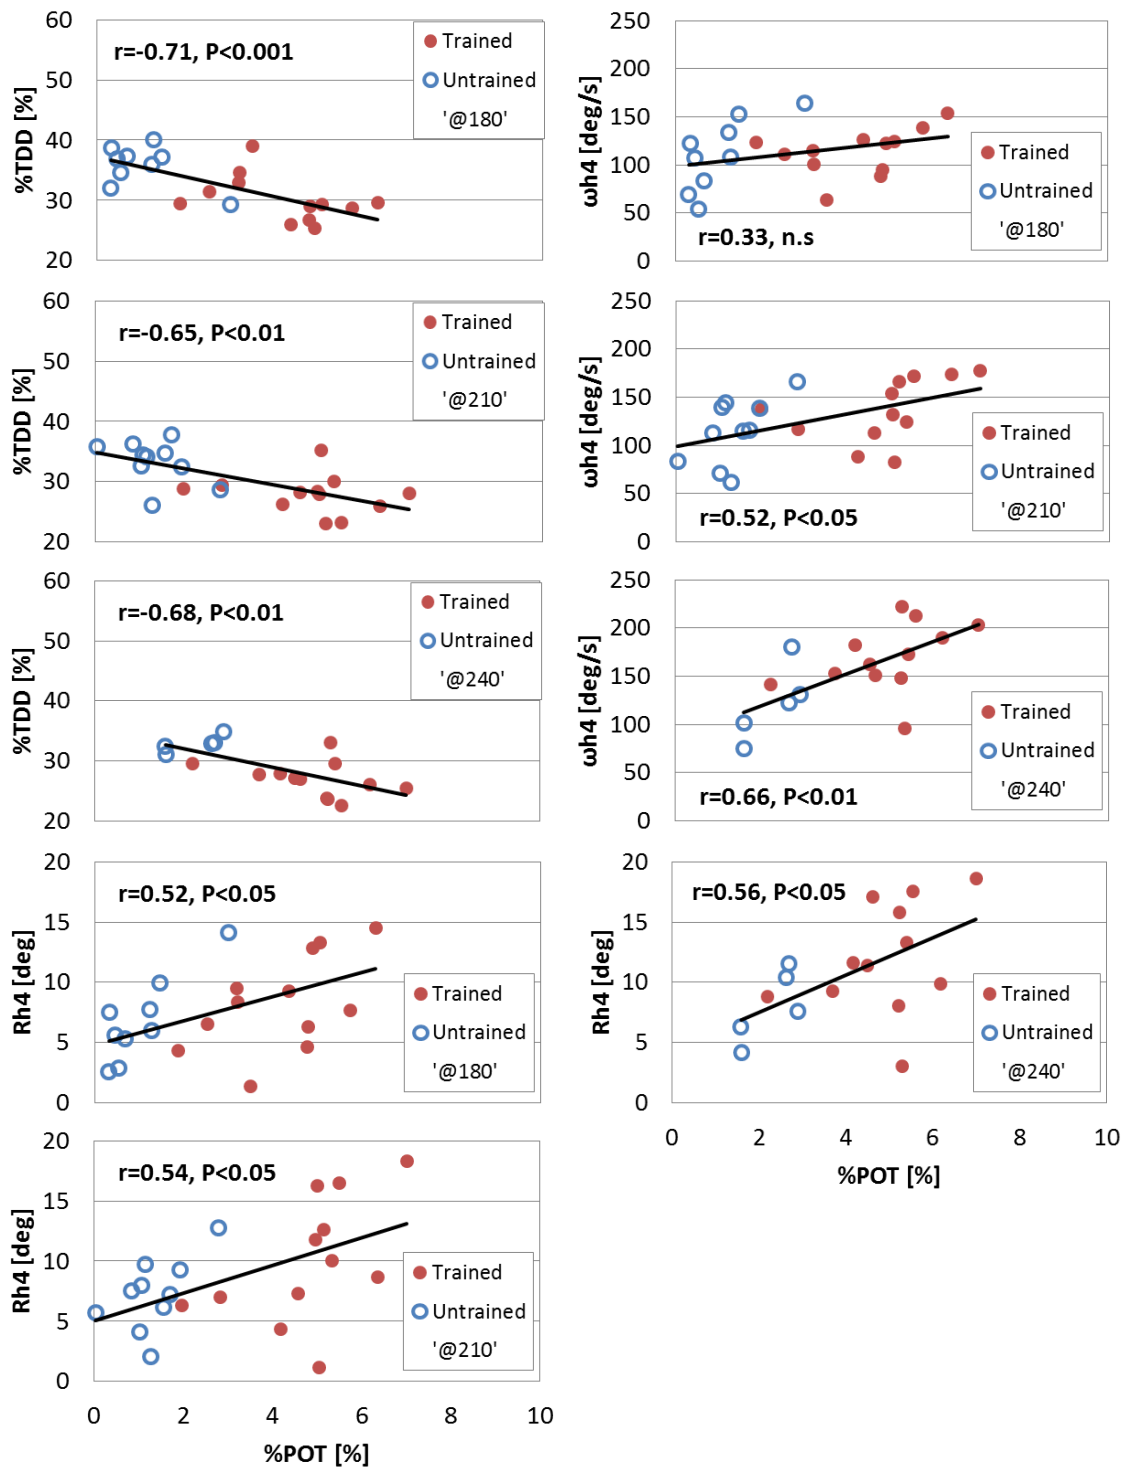 60
50
40
30
20
%TDD [%]
r=-0.71, P<0.001
Trained
Untrained
'@180'
250
200
150
100
50
0
ωh4 [deg/s]
r=0.33, n.s
Trained
Untrained
'@180'
60
50
40
30
20
%TDD [%]
r=-0.65, P<0.01
Trained
Untrained
'@210'
250
200
150
100
50
0
ωh4 [deg/s]
r=0.52, P<0.05
Trained
Untrained
'@210'
60
50
40
30
20
%TDD [%]
r=-0.68, P<0.01
Trained
Untrained
'@240'
250
200
150
100
50
0
ωh4 [deg/s]
r=0.66, P<0.01
Trained
Untrained
'@240'
20
15
10
5
0
Rh4 [deg]
r=0.52, P<0.05
Trained
Untrained
'@180'
20
15
10
5
0
Rh4 [deg]
r=0.56, P<0.05
Trained
Untrained
'@240'
0 2 4 6 8 10
%POT [%]
20
15
10
5
0
Rh4 [deg]
r=0.54, P<0.05
Trained
Untrained
'@210'
0 2 4 6 8 10
%POT [%]